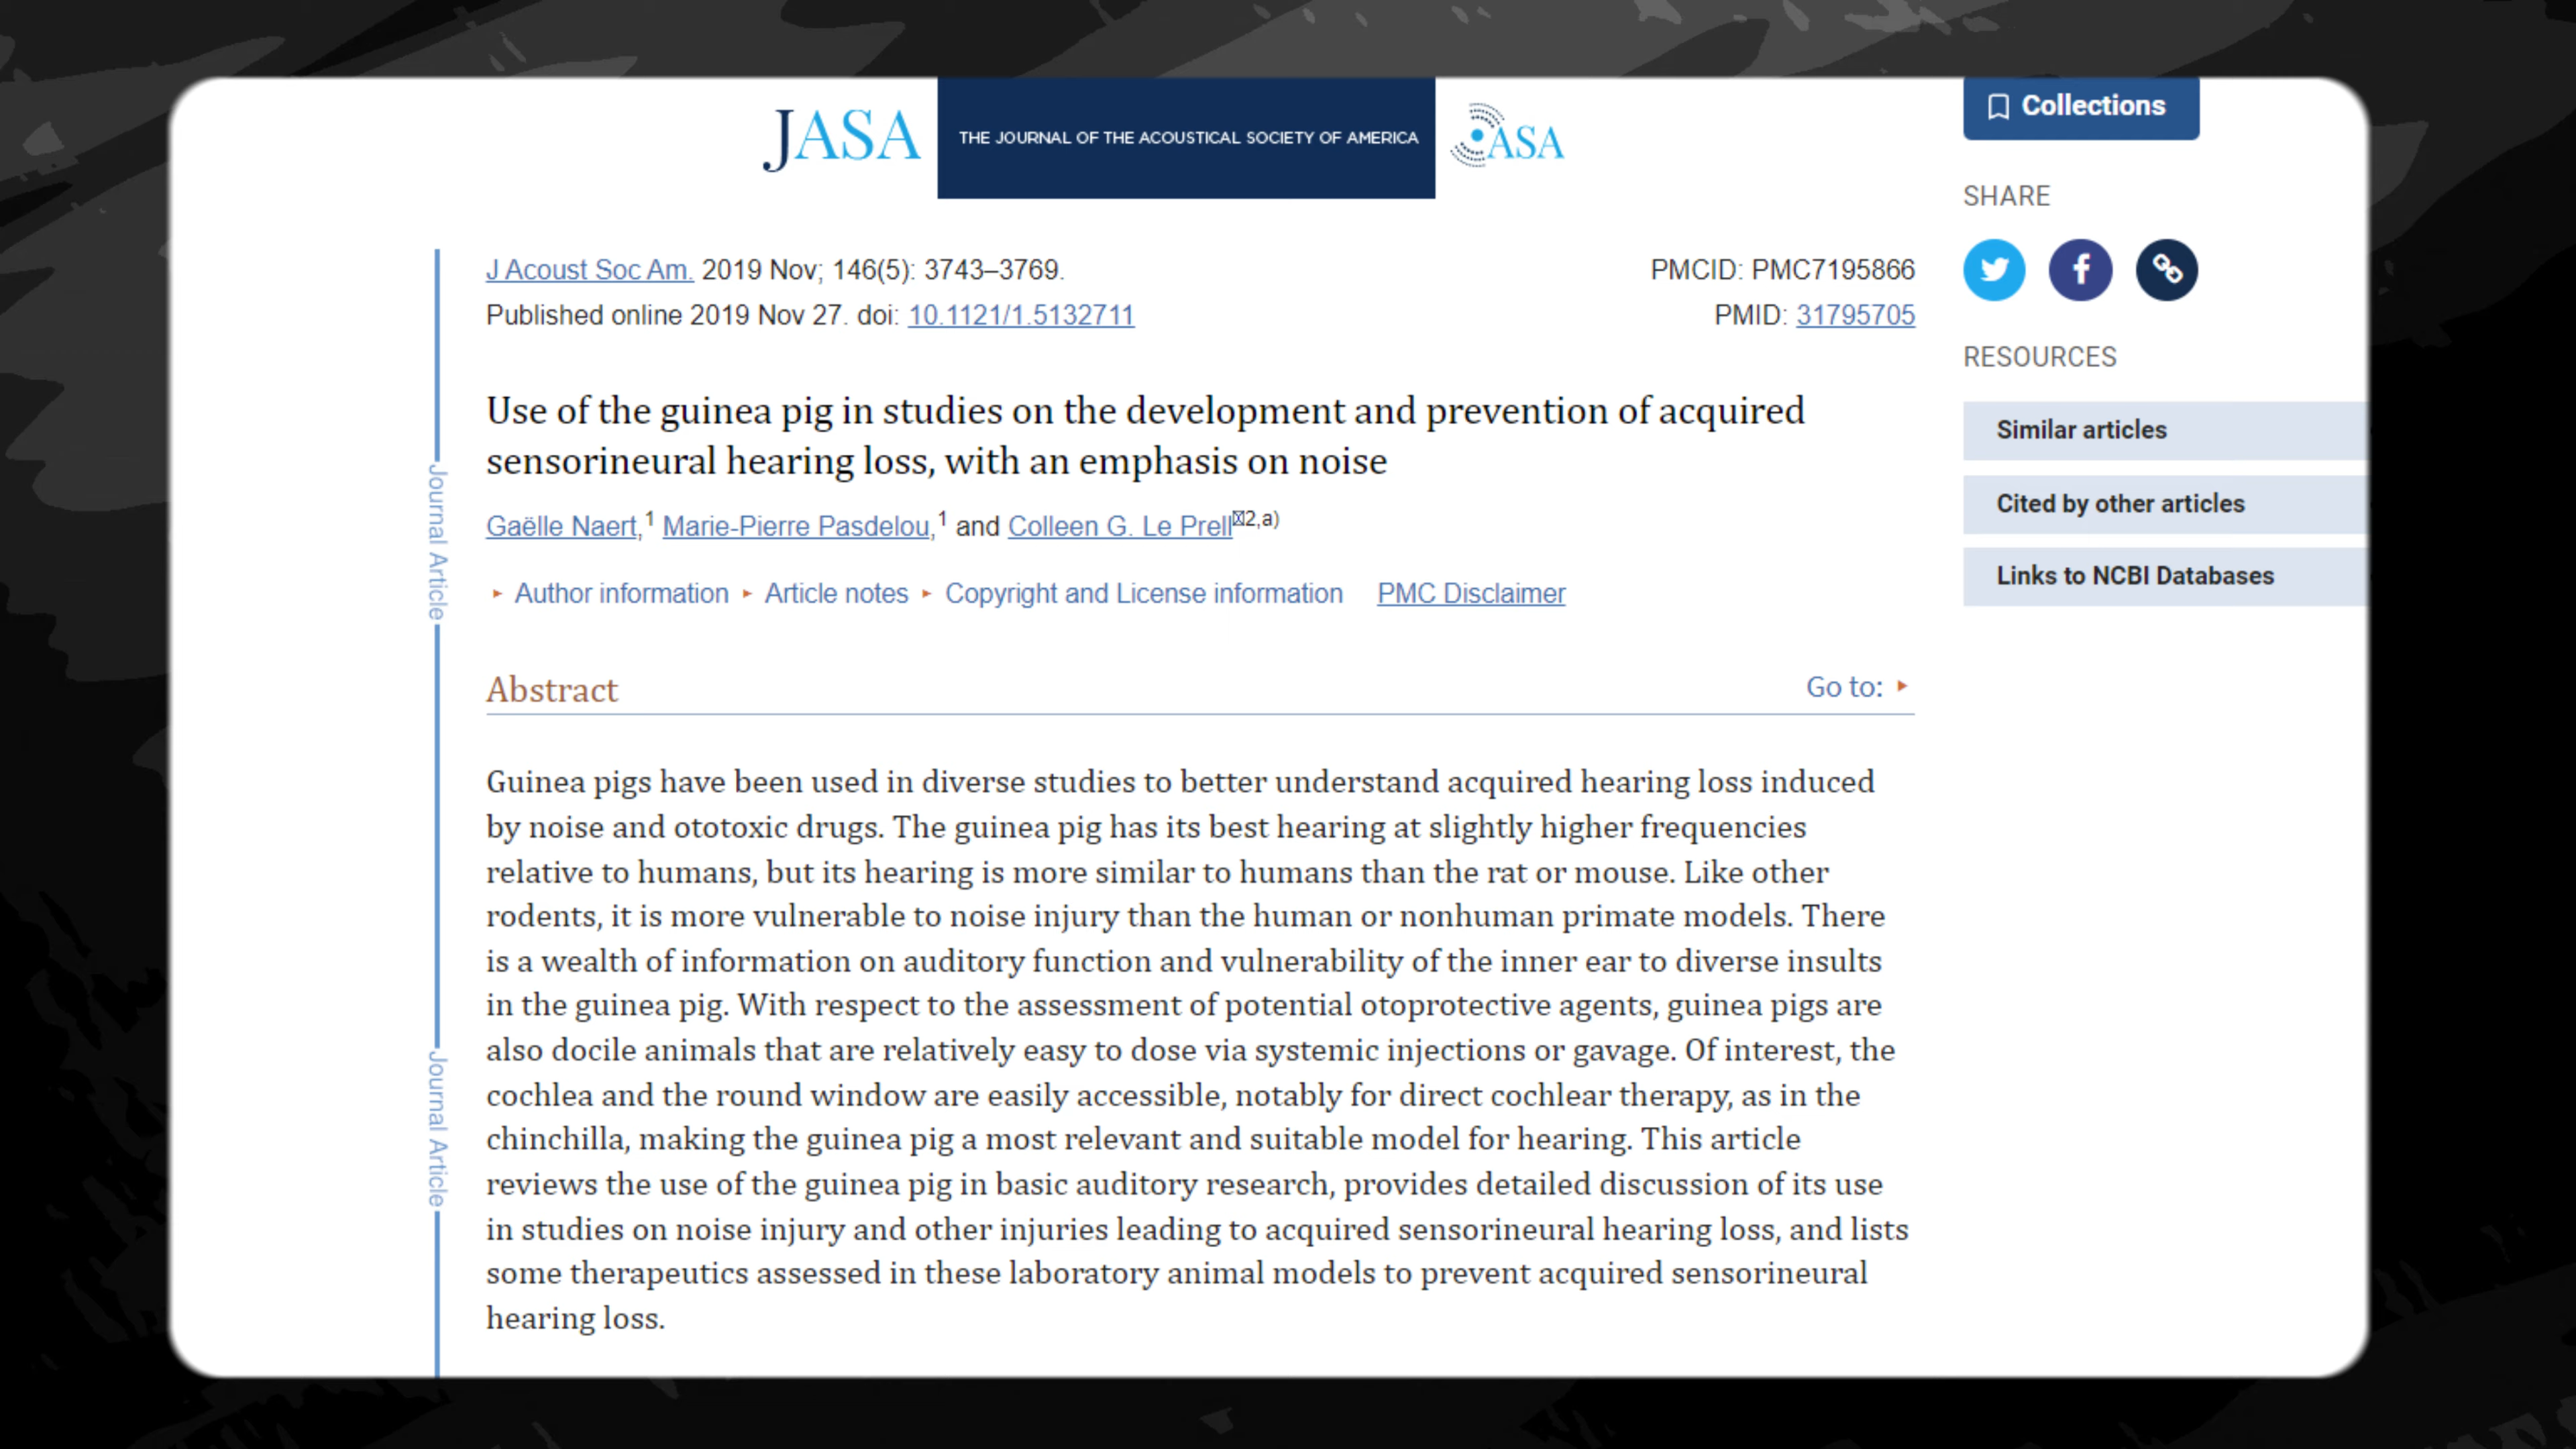 JASA THE JOURNAL OF THE ACOUSTICAL SOCIETY OF AMERICA ASA
Collections
SHARE
RESOURCES
Similar articles
Cited by other articles
Links to NCBI Databases
J Acoust Soc Am. 2019 Nov; 146(5): 3743–3769. PMCID: PMC7195866
Published online 2019 Nov 27. doi: 10.1121/1.5132711 PMID: 31795705
Use of the guinea pig in studies on the development and prevention of acquired
sensorineural hearing loss, with an emphasis on noise
Gaëlle Naert,1 Marie-Pierre Pasdelou,1 and Colleen G. Le Prell2,a)
Author information Article notes Copyright and License information PMC Disclaimer
Abstract Go to:
Guinea pigs have been used in diverse studies to better understand acquired hearing loss induced
by noise and ototoxic drugs. The guinea pig has its best hearing at slightly higher frequencies
relative to humans, but its hearing is more similar to humans than the rat or mouse. Like other
rodents, it is more vulnerable to noise injury than the human or nonhuman primate models. There
is a wealth of information on auditory function and vulnerability of the inner ear to diverse insults
in the guinea pig. With respect to the assessment of potential otoprotective agents, guinea pigs are
also docile animals that are relatively easy to dose via systemic injections or gavage. Of interest, the
cochlea and the round window are easily accessible, notably for direct cochlear therapy, as in the
chinchilla, making the guinea pig a most relevant and suitable model for hearing. This article
reviews the use of the guinea pig in basic auditory research, provides detailed discussion of its use
in studies on noise injury and other injuries leading to acquired sensorineural hearing loss, and lists
some therapeutics assessed in these laboratory animal models to prevent acquired sensorineural
hearing loss.
Journal Article
Journal Article